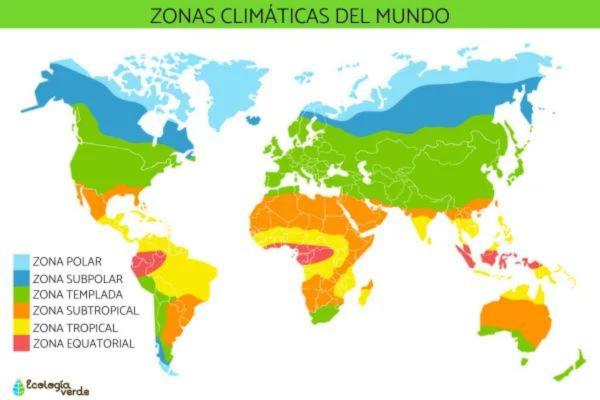 ZONAS CLIMÁTICAS DEL MUNDO
ZONA POLAR
ZONA SUBPOLAR
ZONA TEMPLADA
ZONA SUBTROPICAL
ZONA TROPICAL
ZONA EQUATORIAL
Ecología
verde